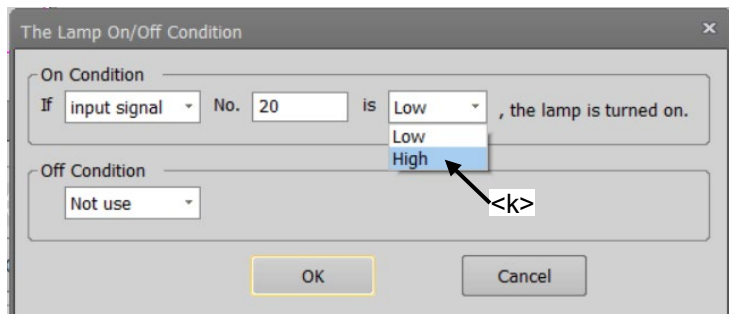 The Lamp On/Off Condition ×
On Condition
If input signal No. 20 is Low , the lamp is turned on.
Low
High
<k>
Off Condition
Not use
OK Cancel